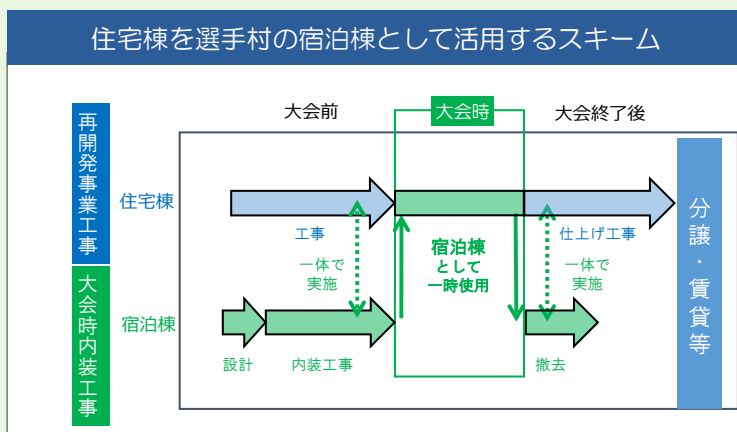 住宅棟を選手村の宿泊棟として活用するスキーム
大会前
大会時
大会終了後
再開発事業工事
住宅棟
工事
仕上げ工事
一体で
実施
宿泊棟
として
一時使用
一体で
実施
大会時内装工事
宿泊棟
設計
内装工事
撤去
分譲・賃貸等